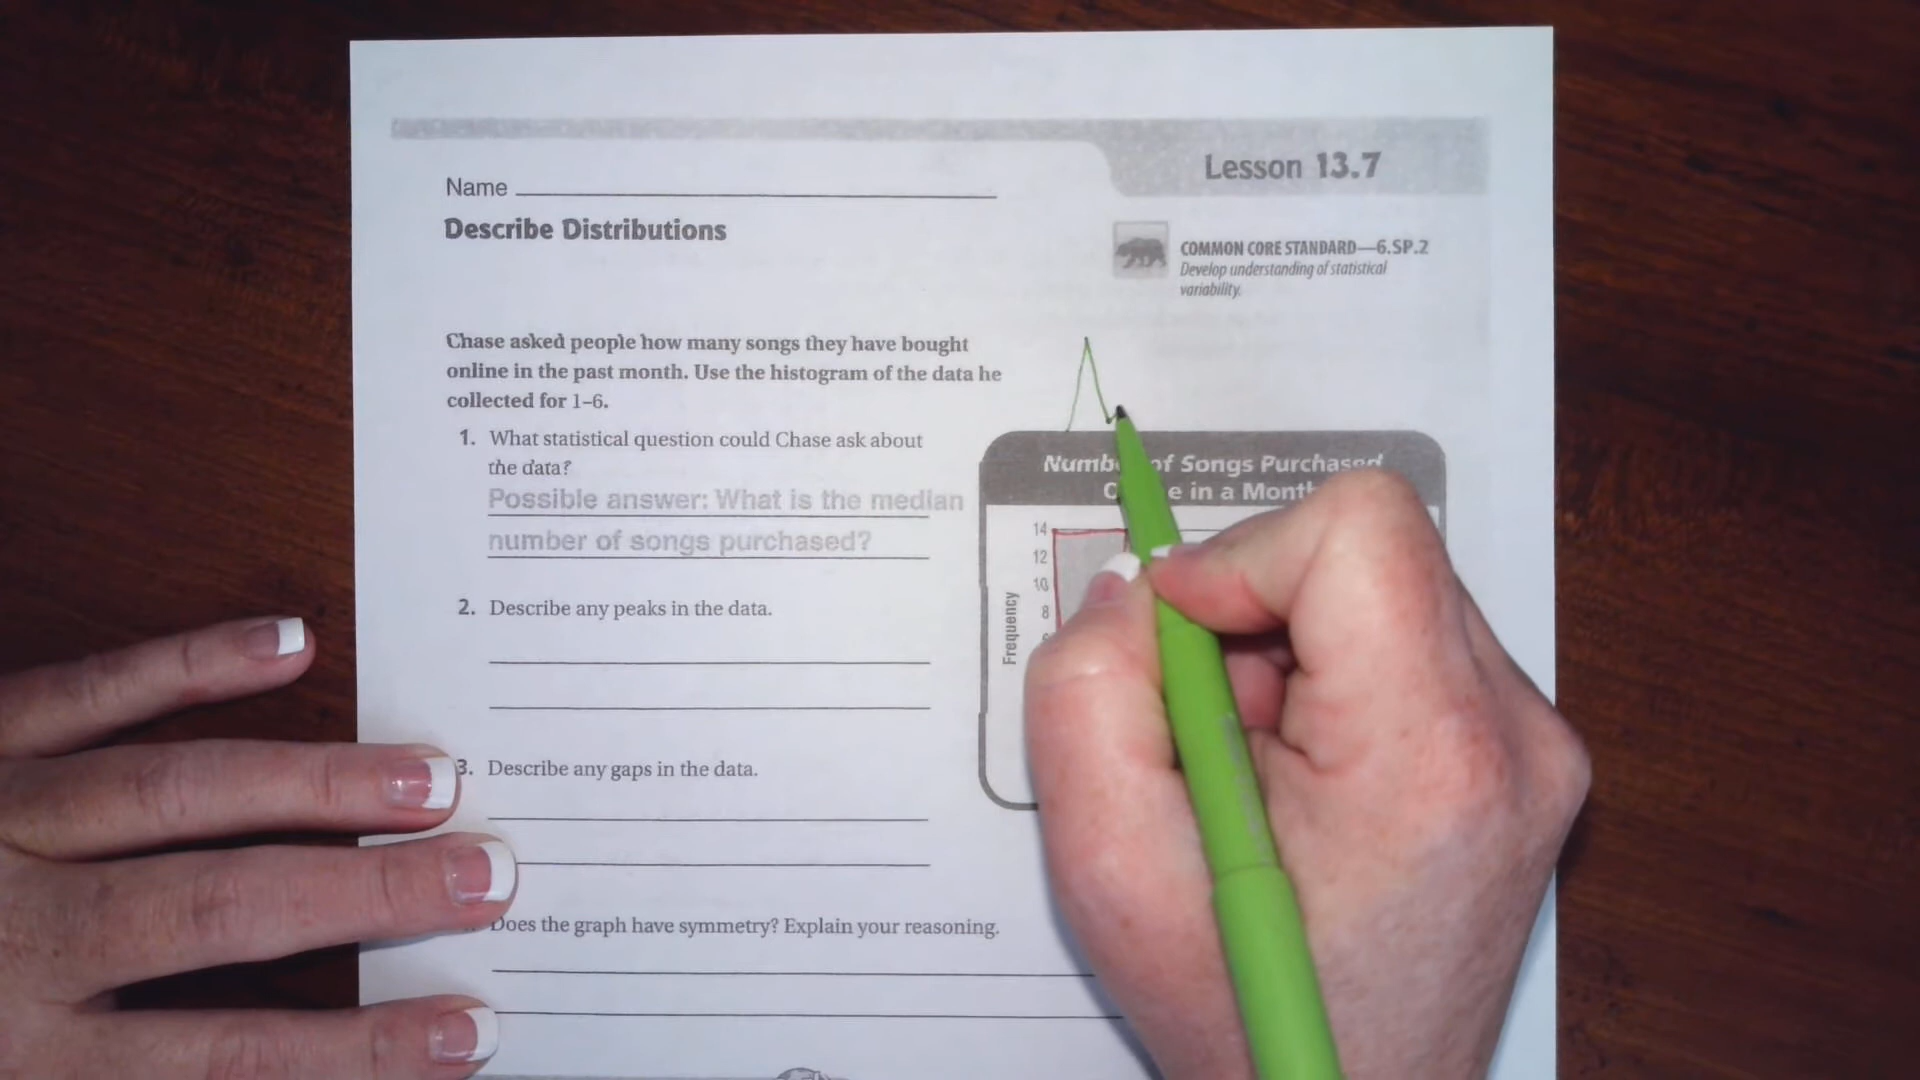 Lesson 13.7
Name
Describe Distributions
COMMON CORE STANDARD—6.SP.2
Develop understanding of statistical
variability.
Chase asked people how many songs they have bought
online in the past month. Use the histogram of the data he
collected for 1–6.
1. What statistical question could Chase ask about
the data?
Possible answer: What is the median
number of songs purchased?
2. Describe any peaks in the data.
3. Describe any gaps in the data.
Does the graph have symmetry? Explain your reasoning.
of Songs Purchased
in a Month
14
12
10
8
Frequency